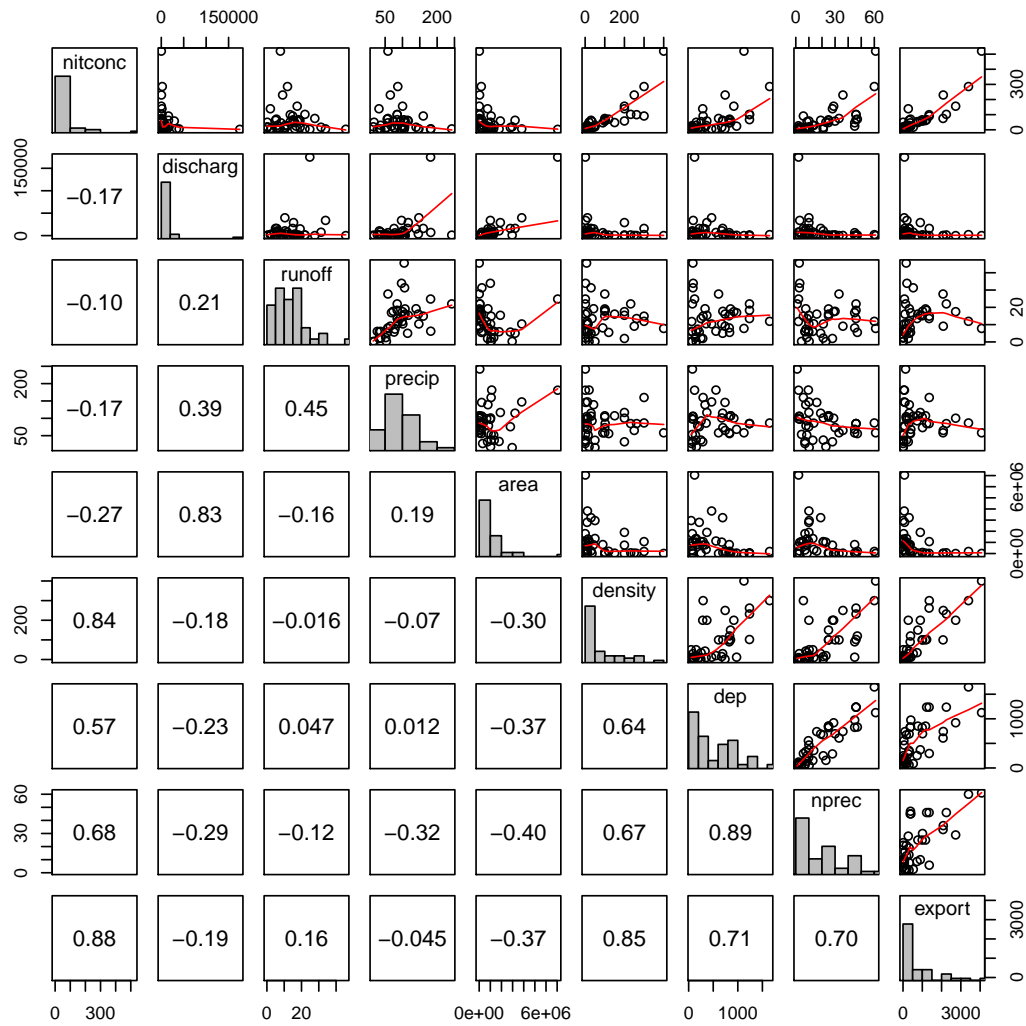 0 150000 50 200 0 200 0 30 60
nitconc
0 300
discharg
0 150000
−0.17
runoff
0 20
−0.10 0.21
precip
50 200
−0.17 0.39 0.45
area
0e+00 6e+06
−0.27 0.83 −0.16 0.19
density
0 200
0.84 −0.18 −0.016 −0.07 −0.30
dep
0 1000
0.57 −0.23 0.047 0.012 −0.37 0.64
nprec
0 30 60
0.68 −0.29 −0.12 −0.32 −0.40 0.67 0.89
export
0 3000
0.88 −0.19 0.16 −0.045 −0.37 0.85 0.71 0.70
0 300 0 20 0e+00 6e+06 0 1000 0 3000